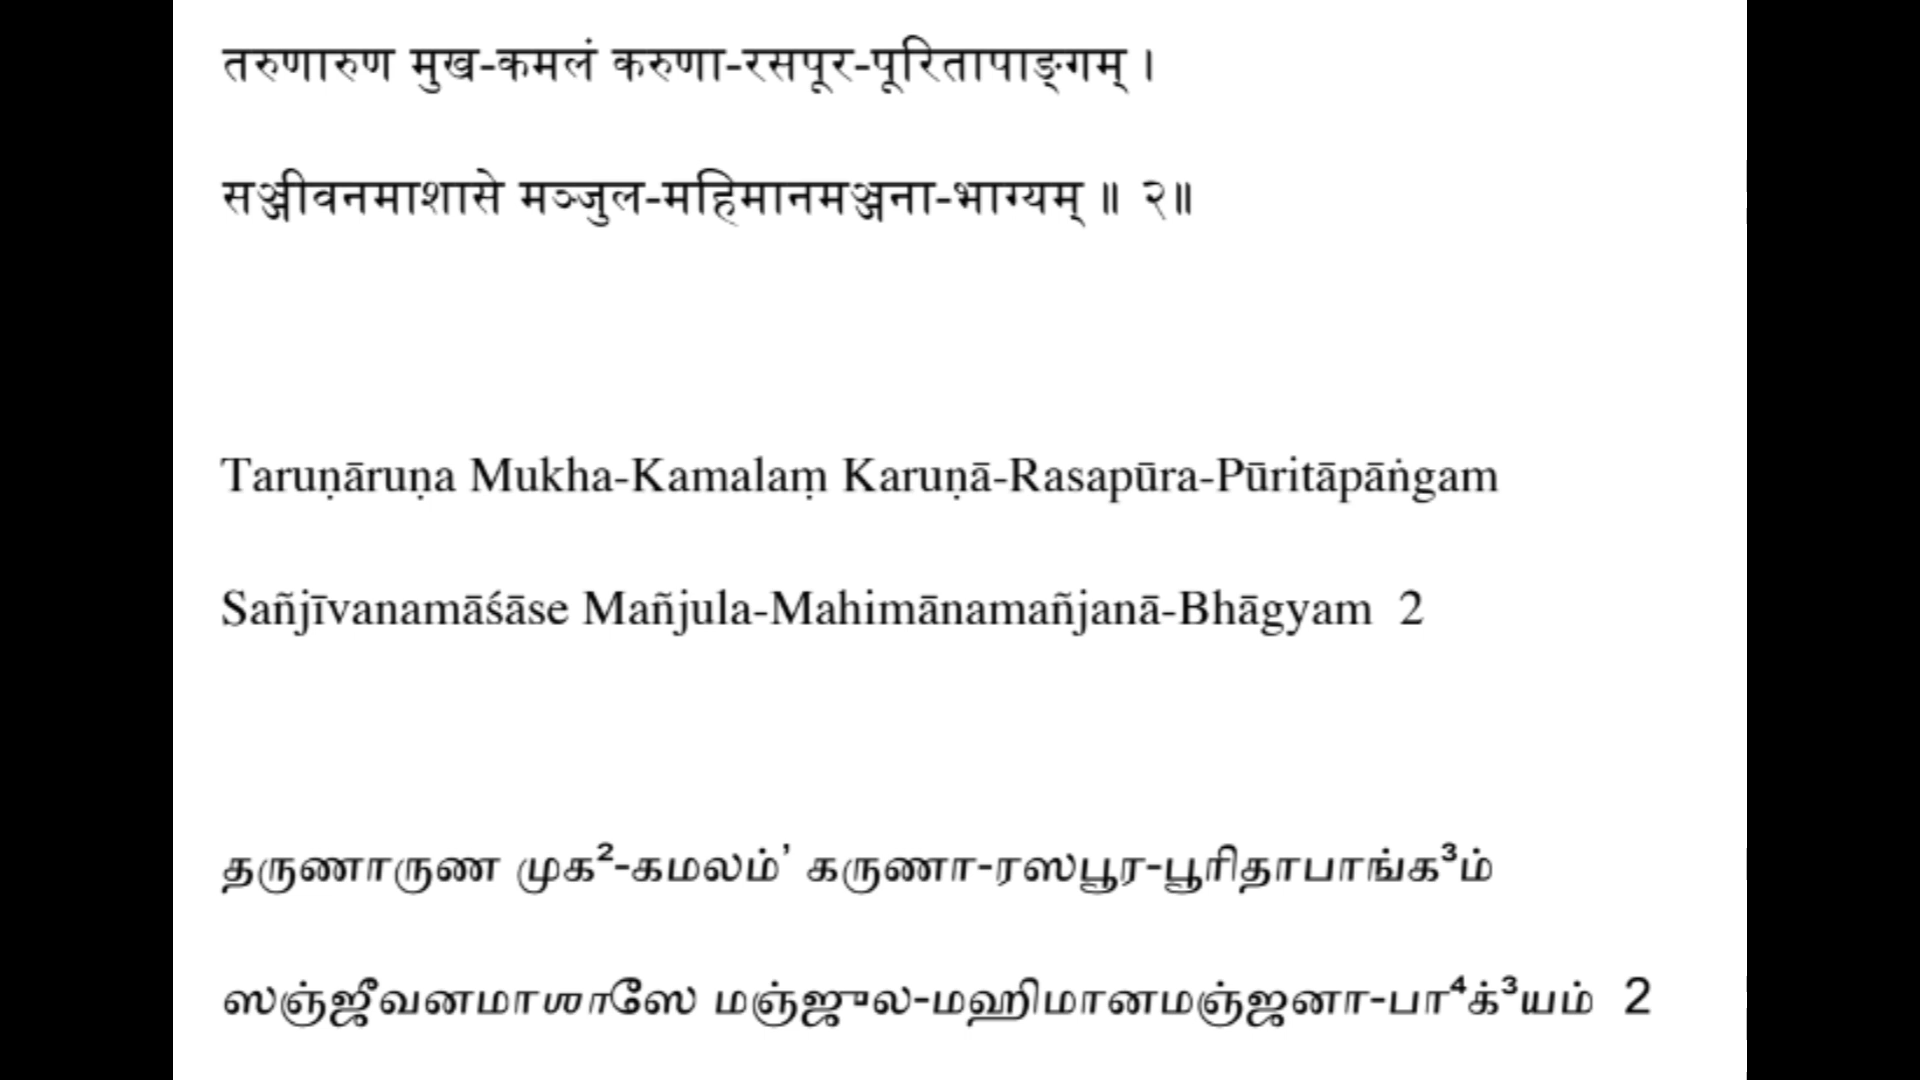 तरुणारुण मुख-कमलं करुणा-रसपूर-पूरितापाङ्गम् ।
सञ्जीवनमाशासे मञ्जुल-महिमानमञ्जना-भाग्यम् ॥ २॥
Taruṇāruṇa Mukha-Kamalaṃ Karuṇā-Rasapūra-Pūritāpāṅgam
Sañjīvanamāśāse Mañjula-Mahimānamañjanā-Bhāgyam 2
தருணாருண முக²-கமலம்ʼ கருணா-ரஸபூர-பூரிதாபாங்க³ம்
ஸஞ்ஜீவனமாஶாஸே மஞ்ஜுல-மஹிமானமஞ்ஜனா-பா⁴க்³யம் 2